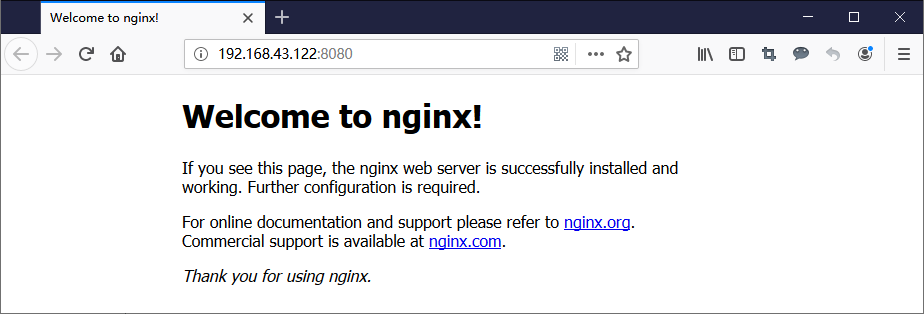 Welcome to nginx!
192.168.43.122:8080
Welcome to nginx!
If you see this page, the nginx web server is successfully installed and
working. Further configuration is required.
For online documentation and support please refer to nginx.org.
Commercial support is available at nginx.com.
Thank you for using nginx.